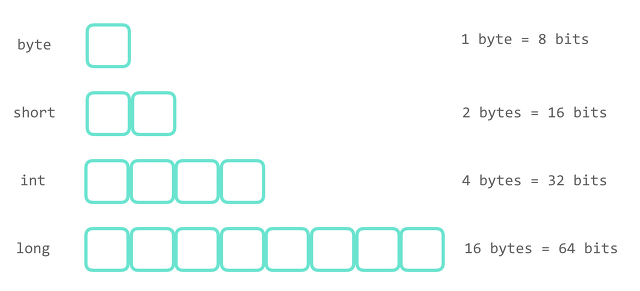 byte 1 byte = 8 bits
short 2 bytes = 16 bits
int 4 bytes = 32 bits
long 16 bytes = 64 bits